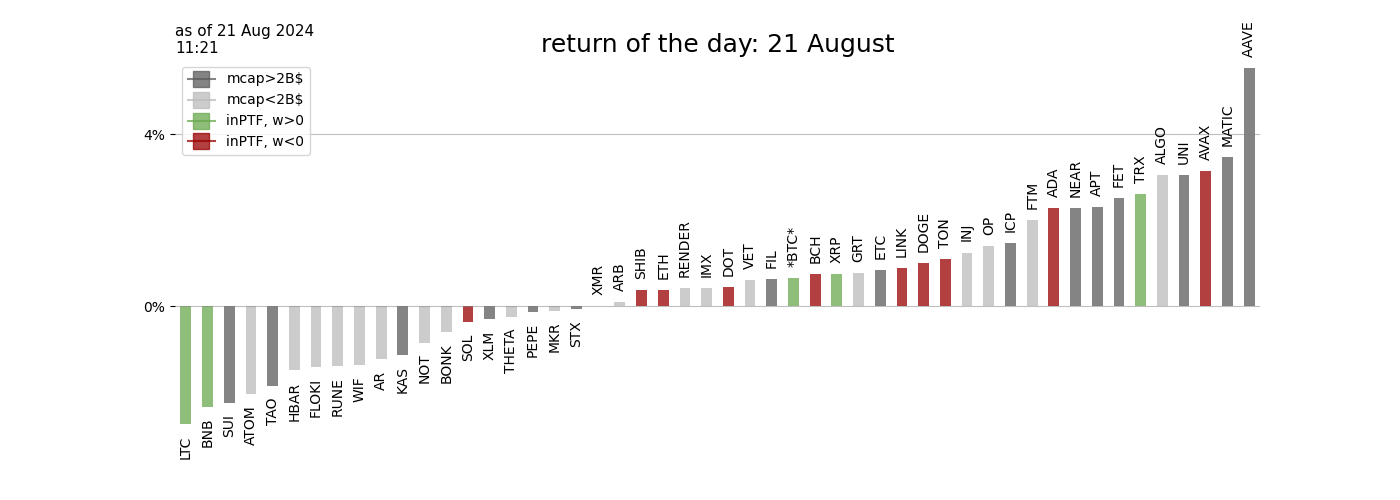 as of 21 Aug 2024
11:21
return of the day: 21 August
mcap>2B$
mcap<2B$
inPTF, w>0
inPTF, w<0
4%
0%
LTC
BNB
SUI
ATOM
TAO
HBAR
FLOKI
RUNE
WIF
AR
KAS
NOT
BONK
SOL
XLM
THETA
PEPE
MKR
STX
XMR
ARB
SHIB
ETH
RENDER
IMX
DOT
VET
FIL
*BTC*
BCH
XRP
GRT
ETC
LINK
DOGE
TON
INJ
OP
ICP
FTM
ADA
NEAR
APT
FET
TRX
ALGO
UNI
AVAX
MATIC
AAVE